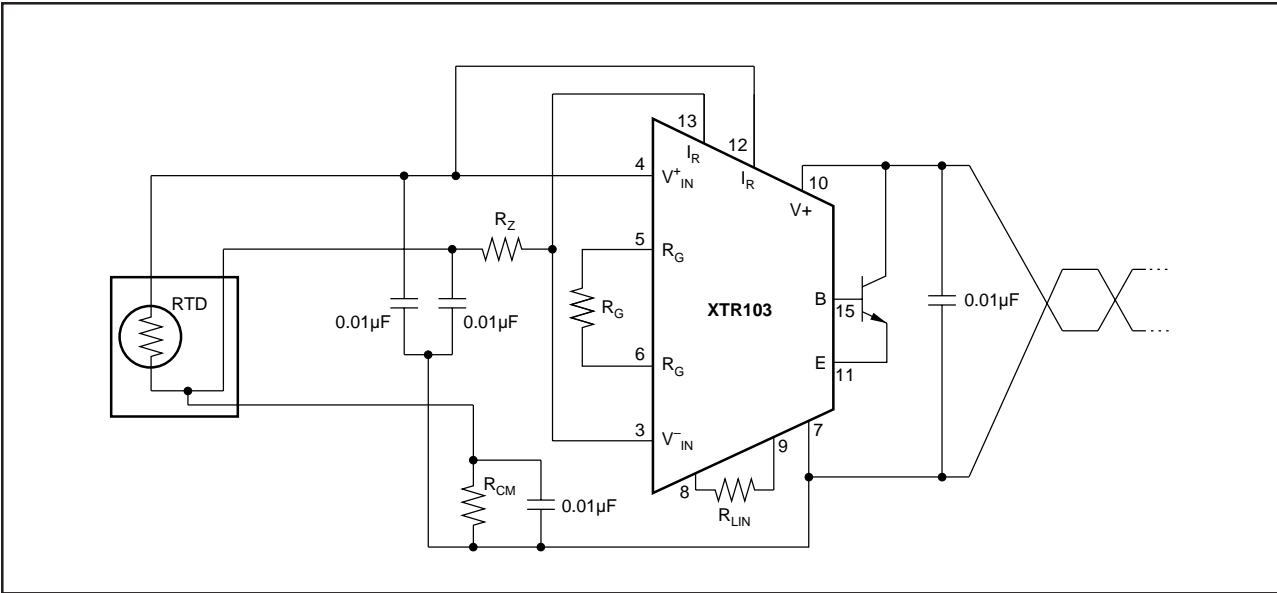 13
I_R
12
I_R
4
V⁺_IN
10
V+
R_Z
5
R_G
RTD
0.01µF
0.01µF
R_G
XTR103
B
15
0.01µF
6
R_G
E
11
3
V⁻_IN
7
9
8
R_LIN
R_CM
0.01µF